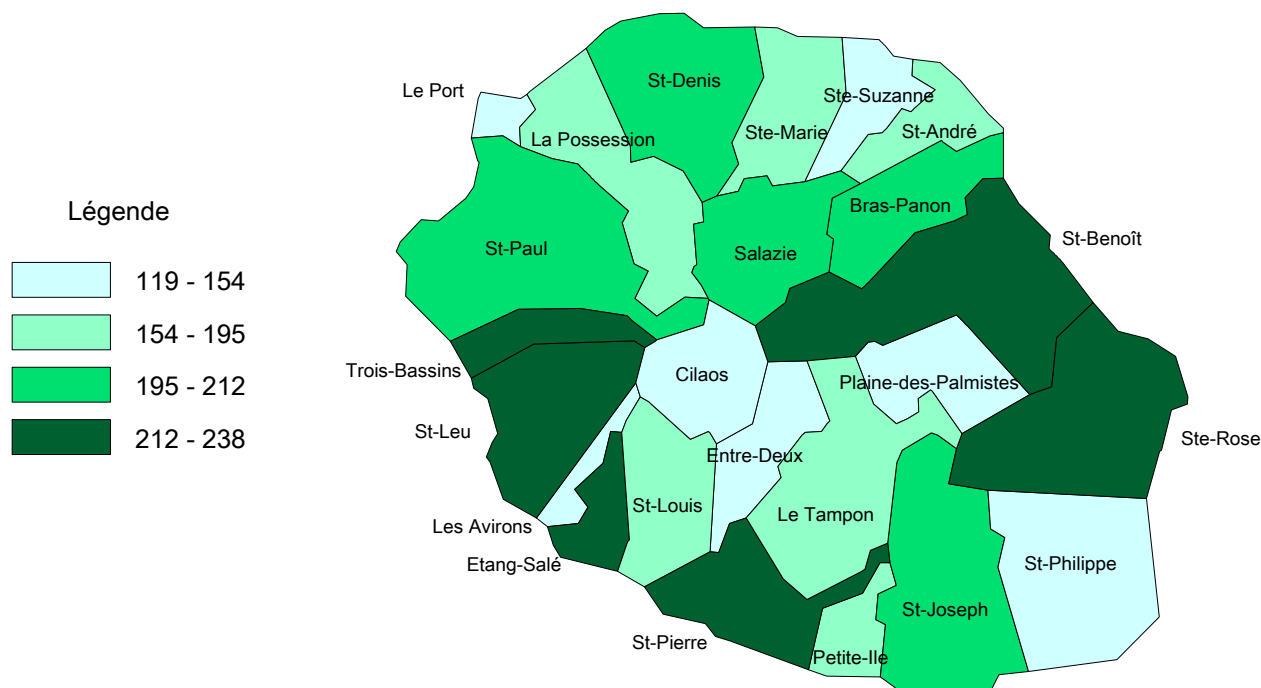 Légende
119 - 154
154 - 195
195 - 212
212 - 238
St-Denis
Le Port
Ste-Suzanne
Ste-Marie
St-André
La Possession
Bras-Panon
St-Benoît
St-Paul
Salazie
Trois-Bassins
Cilaos
Plaine-des-Palmistes
St-Leu
Ste-Rose
Entre-Deux
St-Louis
Le Tampon
Les Avirons
Etang-Salé
St-Philippe
St-Joseph
St-Pierre
Petite-Ile